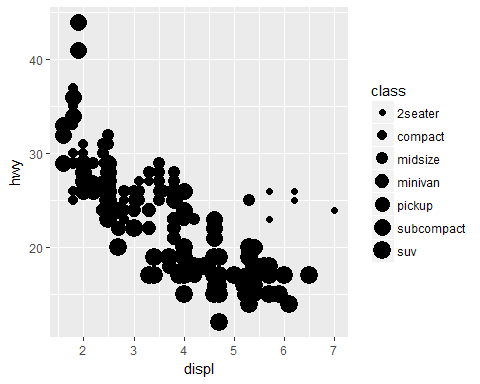 40
30
20
hwy
2 3 4 5 6 7
displ
class
2seater
compact
midsize
minivan
pickup
subcompact
suv